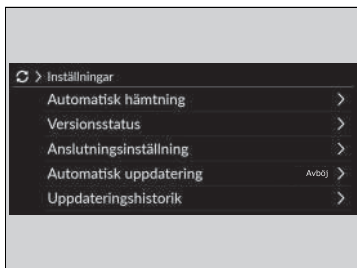 Inställningar
Automatisk hämtning
Versionsstatus
Anslutningsinställning
Automatisk uppdatering Avböj
Uppdateringshistorik